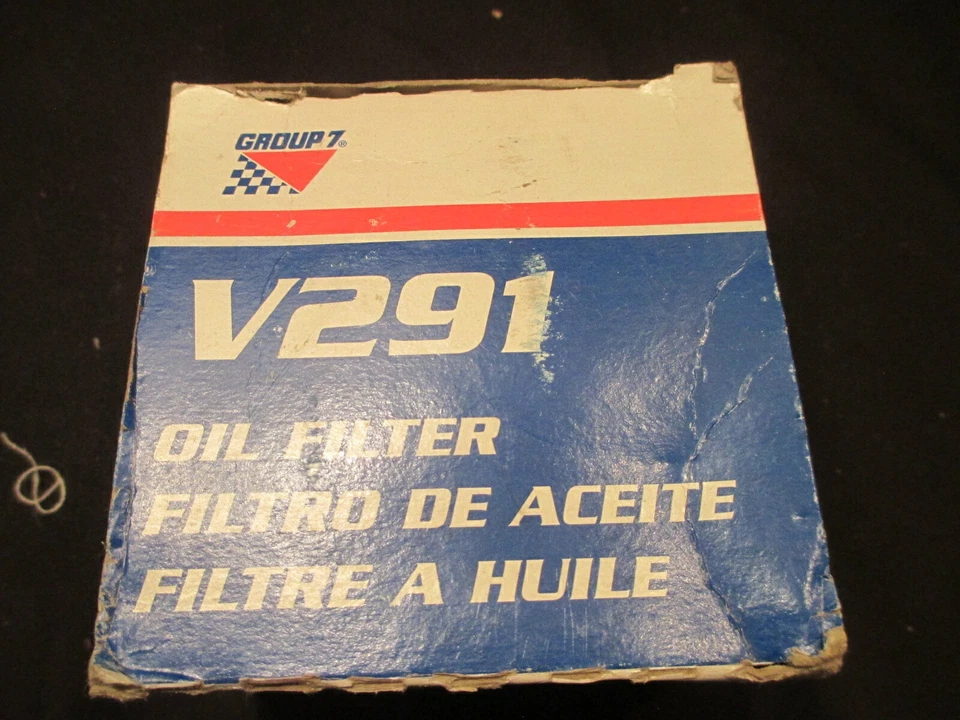 GROUP 7®
V291
OIL FILTER
FILTRO DE ACEITE
FILTRE A HUILE